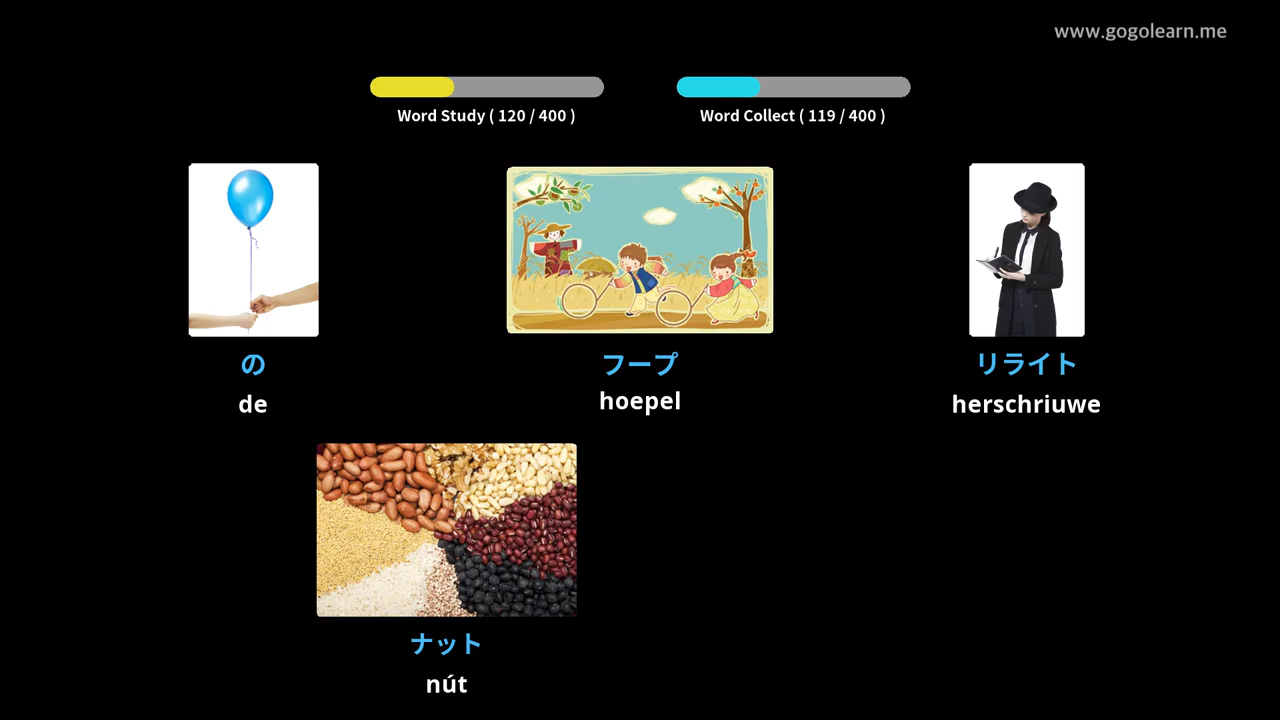 www.gogolearn.me
Word Study ( 120 / 400 )
Word Collect ( 119 / 400 )
の
de
フープ
hoepel
リライト
herschriuwe
ナット
nút